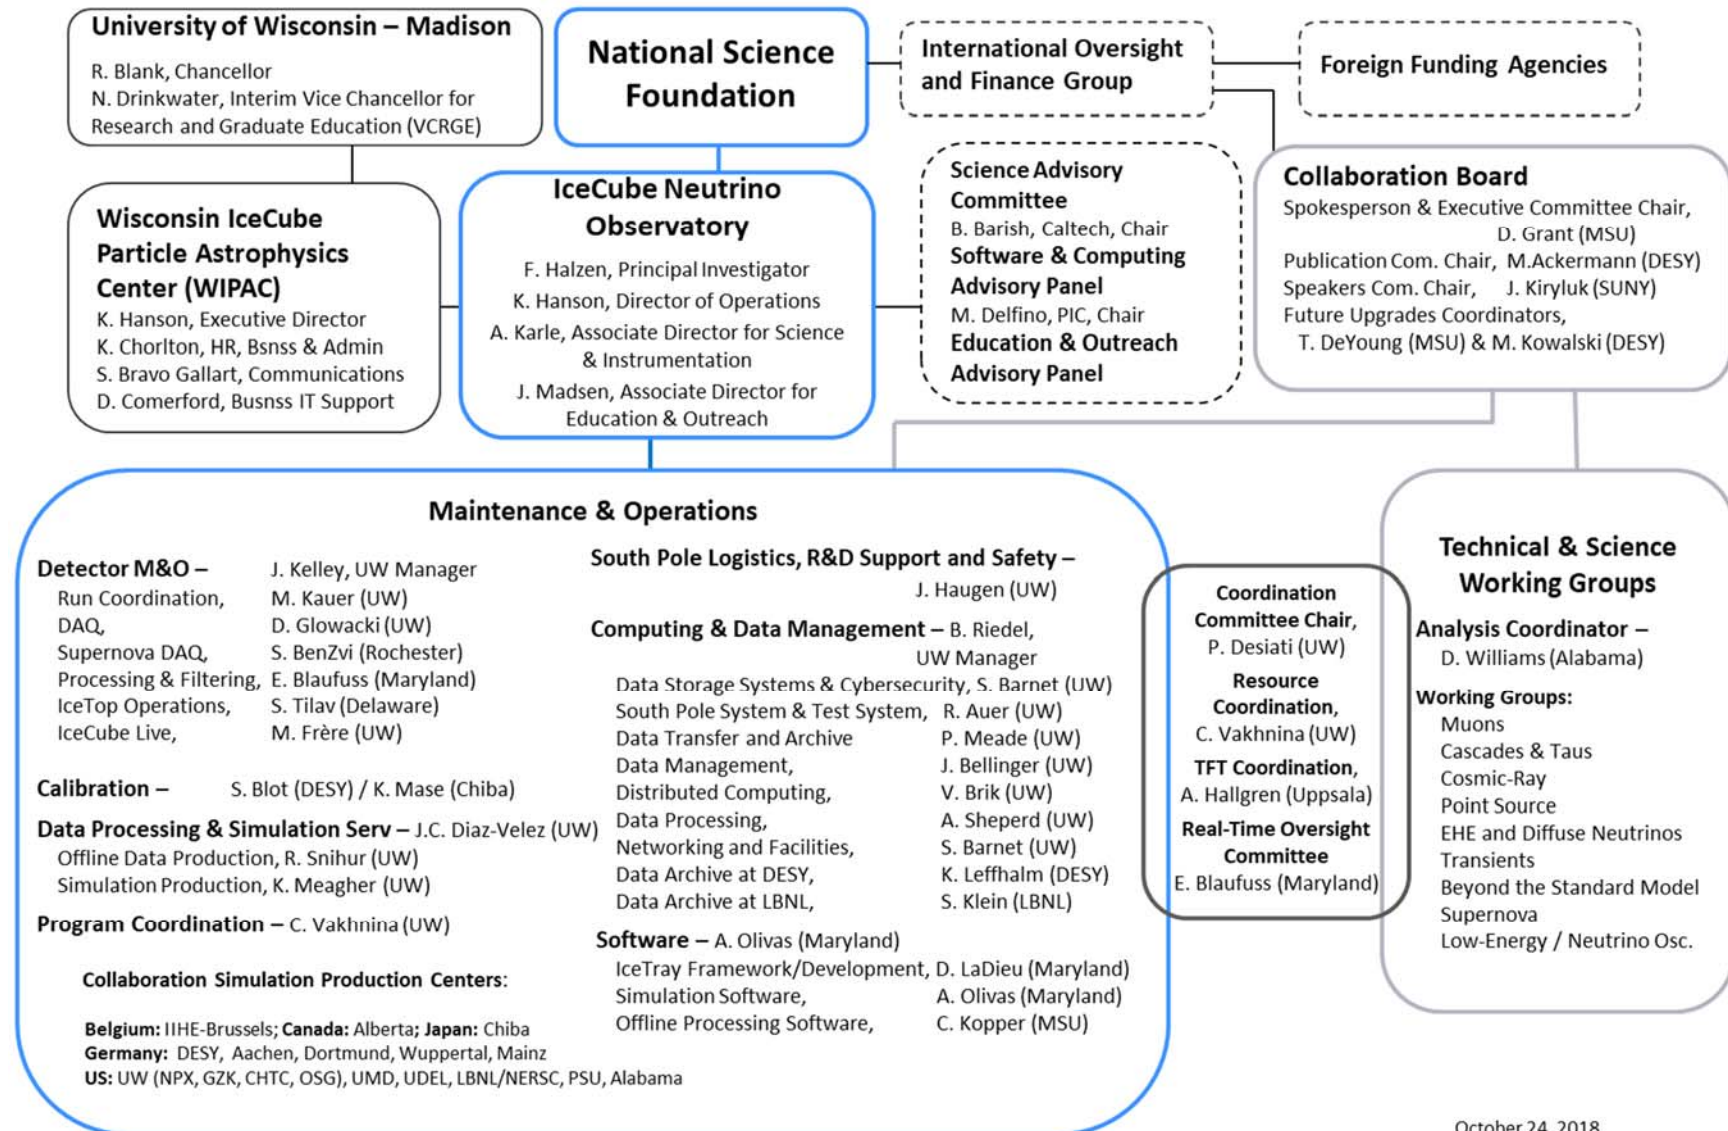 University of Wisconsin – Madison
R. Blank, Chancellor
N. Drinkwater, Interim Vice Chancellor for
Research and Graduate Education (VCRGE)
National Science
Foundation
International Oversight
and Finance Group
Foreign Funding Agencies
Wisconsin IceCube
Particle Astrophysics
Center (WIPAC)
K. Hanson, Executive Director
K. Chorlton, HR, Bsnss & Admin
S. Bravo Gallart, Communications
D. Comerford, Busnss IT Support
IceCube Neutrino
Observatory
F. Halzen, Principal Investigator
K. Hanson, Director of Operations
A. Karle, Associate Director for Science
& Instrumentation
J. Madsen, Associate Director for
Education & Outreach
Science Advisory
Committee
B. Barish, Caltech, Chair
Software & Computing
Advisory Panel
M. Delfino, PIC, Chair
Education & Outreach
Advisory Panel
Collaboration Board
Spokesperson & Executive Committee Chair,
D. Grant (MSU)
Publication Com. Chair, M.Ackermann (DESY)
Speakers Com. Chair, J. Kiryluk (SUNY)
Future Upgrades Coordinators,
T. DeYoung (MSU) & M. Kowalski (DESY)
Maintenance & Operations
Detector M&O – J. Kelley, UW Manager
Run Coordination, M. Kauer (UW)
DAQ, D. Glowacki (UW)
Supernova DAQ, S. BenZvi (Rochester)
Processing & Filtering, E. Blaufuss (Maryland)
IceTop Operations, S. Tilav (Delaware)
IceCube Live, M. Frère (UW)
Calibration – S. Blot (DESY) / K. Mase (Chiba)
Data Processing & Simulation Serv – J.C. Diaz-Velez (UW)
Offline Data Production, R. Snihur (UW)
Simulation Production, K. Meagher (UW)
Program Coordination – C. Vakhnina (UW)
Collaboration Simulation Production Centers:
Belgium: IIHE-Brussels; Canada: Alberta; Japan: Chiba
Germany: DESY, Aachen, Dortmund, Wuppertal, Mainz
US: UW (NPX, GZK, CHTC, OSG), UMD, UDEL, LBNL/NERSC, PSU, Alabama
South Pole Logistics, R&D Support and Safety –
J. Haugen (UW)
Computing & Data Management – B. Riedel,
UW Manager
Data Storage Systems & Cybersecurity, S. Barnet (UW)
South Pole System & Test System, R. Auer (UW)
Data Transfer and Archive P. Meade (UW)
Data Management, J. Bellinger (UW)
Distributed Computing, V. Brik (UW)
Data Processing, A. Sheperd (UW)
Networking and Facilities, S. Barnet (UW)
Data Archive at DESY, K. Leffhalm (DESY)
Data Archive at LBNL, S. Klein (LBNL)
Software – A. Olivas (Maryland)
IceTray Framework/Development, D. LaDieu (Maryland)
Simulation Software, A. Olivas (Maryland)
Offline Processing Software, C. Kopper (MSU)
Coordination
Committee Chair,
P. Desiati (UW)
Resource
Coordination,
C. Vakhnina (UW)
TFT Coordination,
A. Hallgren (Uppsala)
Real-Time Oversight
Committee
E. Blaufuss (Maryland)
Technical & Science
Working Groups
Analysis Coordinator –
D. Williams (Alabama)
Working Groups:
Muons
Cascades & Taus
Cosmic-Ray
Point Source
EHE and Diffuse Neutrinos
Transients
Beyond the Standard Model
Supernova
Low-Energy / Neutrino Osc.
October 24, 2018